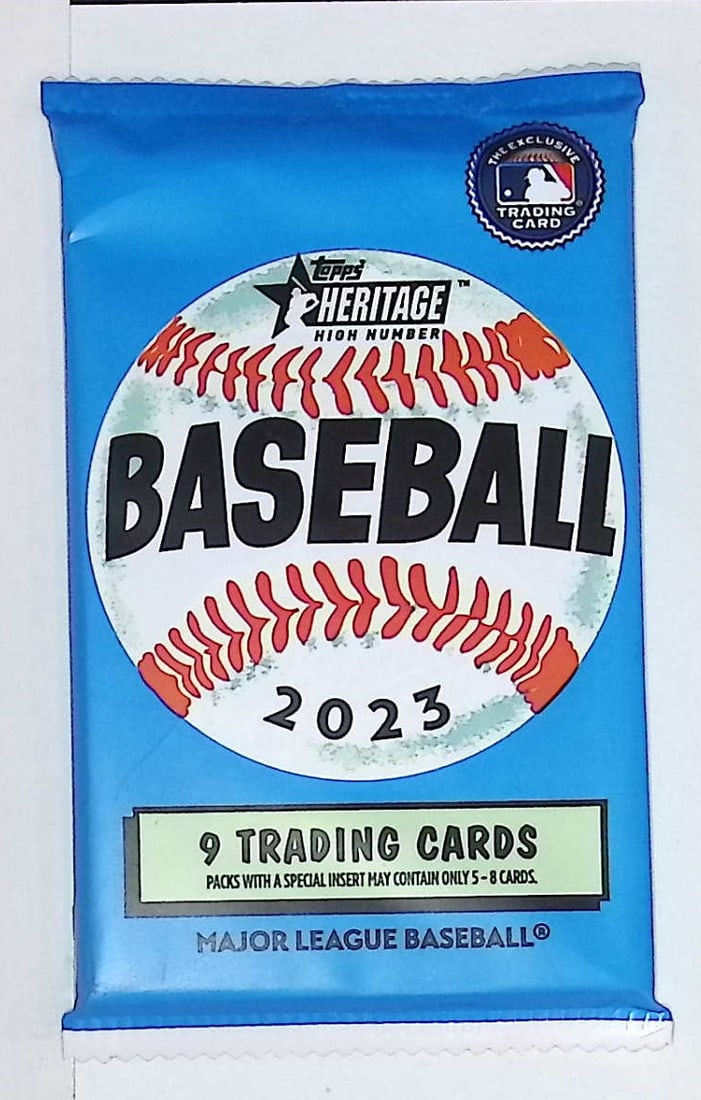 THE EXCLUSIVE
TRADING
CARD
Topps
HERITAGE™
HIGH NUMBER
BASEBALL
2023
9 TRADING CARDS
PACKS WITH A SPECIAL INSERT MAY CONTAIN ONLY 5-8 CARDS.
MAJOR LEAGUE BASEBALL®